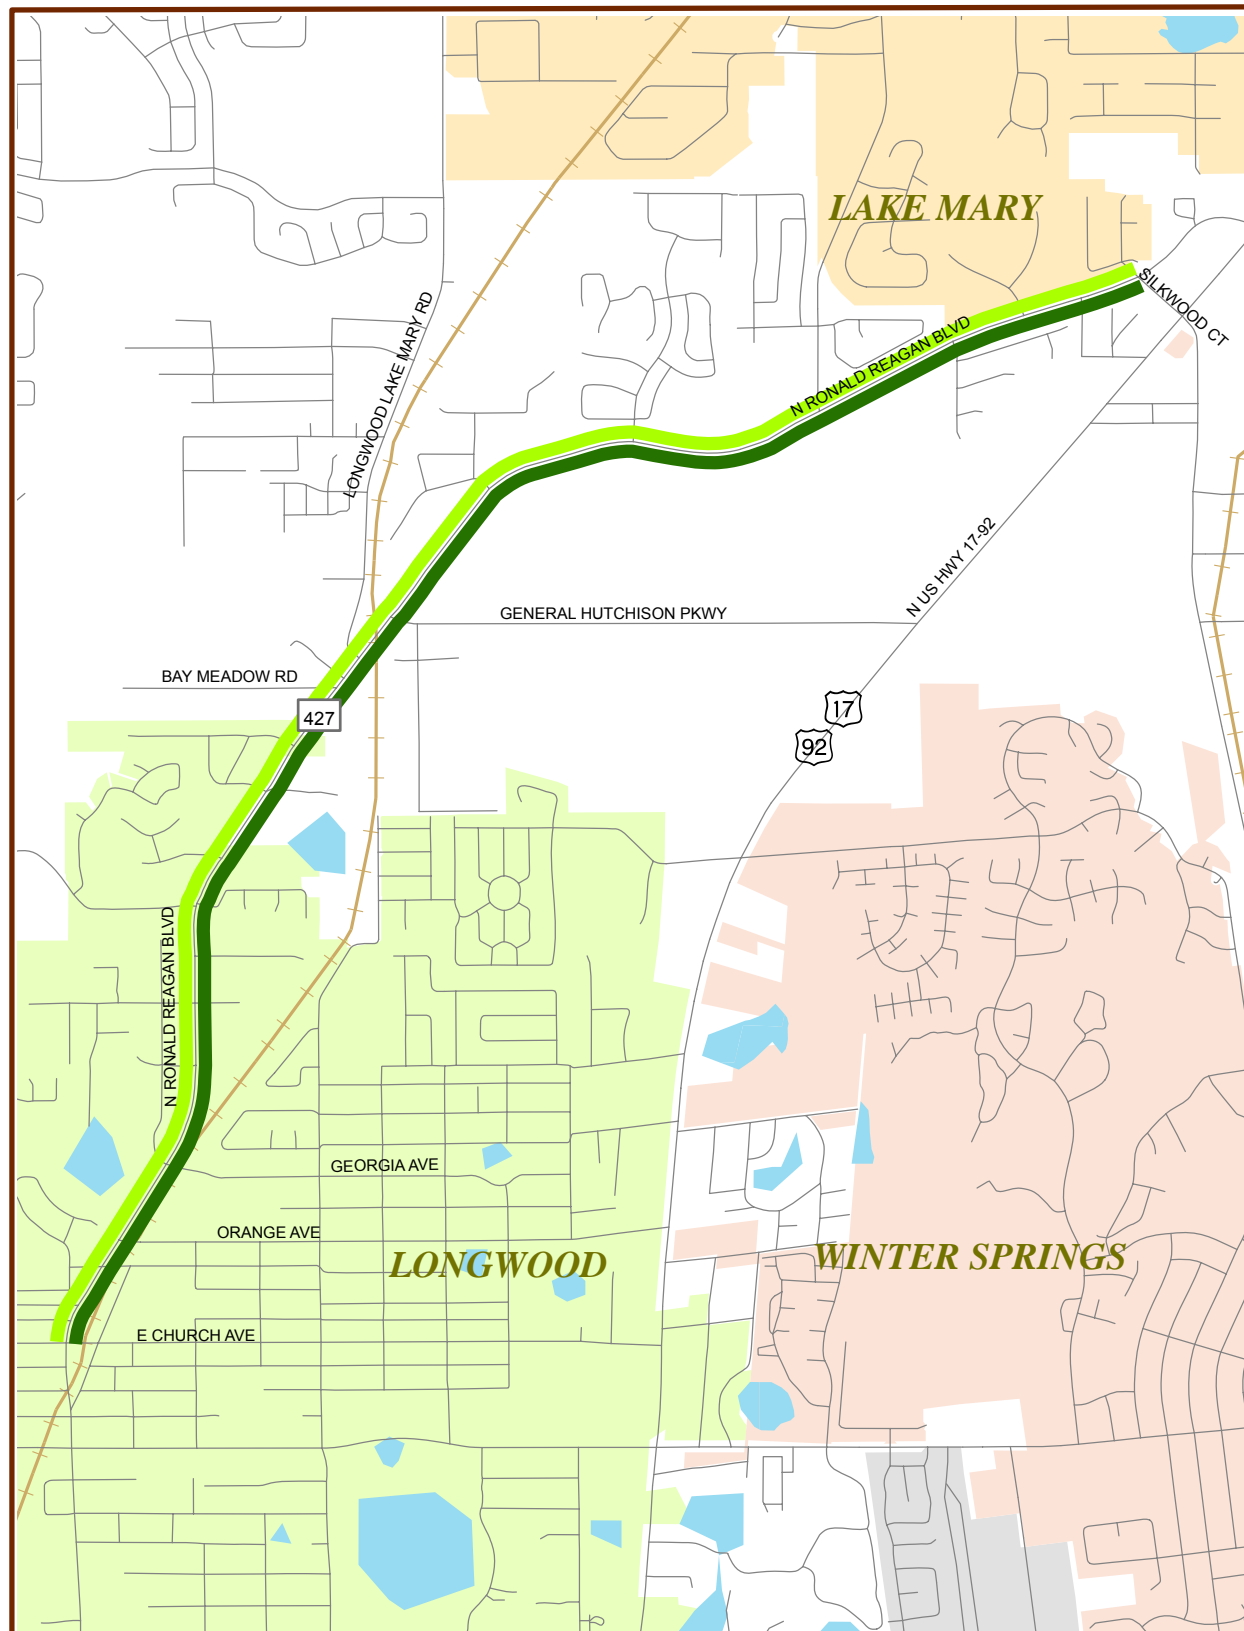 LAKE MARY
SILKWOOD CT
LONGWOOD LAKE MARY RD
N RONALD REAGAN BLVD
N US HWY 17-92
GENERAL HUTCHISON PKWY
BAY MEADOW RD
427
17
92
N RONALD REAGAN BLVD
GEORGIA AVE
ORANGE AVE
LONGWOOD
WINTER SPRINGS
E CHURCH AVE